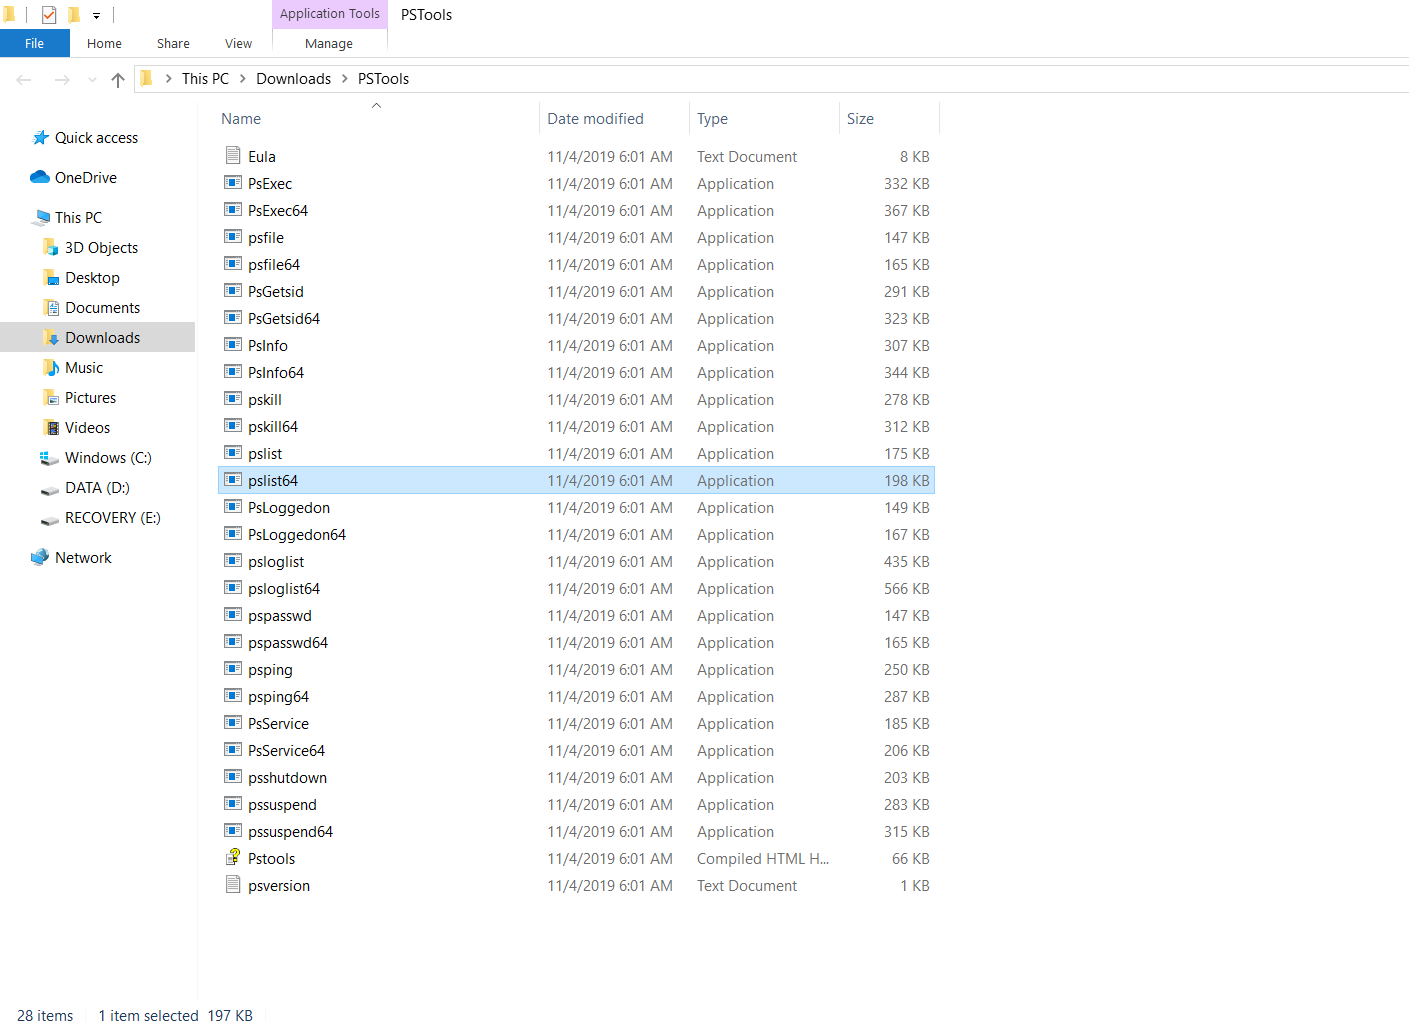 Application Tools PSTools
File Home Share View Manage
This PC Downloads PSTools
Name Date modified Type Size
Quick access
OneDrive
This PC
3D Objects
Desktop
Documents
Downloads
Music
Pictures
Videos
Windows (C:)
DATA (D:)
RECOVERY (E:)
Network
Eula 11/4/2019 6:01 AM Text Document 8 KB
PsExec 11/4/2019 6:01 AM Application 332 KB
PsExec64 11/4/2019 6:01 AM Application 367 KB
psfile 11/4/2019 6:01 AM Application 147 KB
psfile64 11/4/2019 6:01 AM Application 165 KB
PsGetsid 11/4/2019 6:01 AM Application 291 KB
PsGetsid64 11/4/2019 6:01 AM Application 323 KB
PsInfo 11/4/2019 6:01 AM Application 307 KB
PsInfo64 11/4/2019 6:01 AM Application 344 KB
pskill 11/4/2019 6:01 AM Application 278 KB
pskill64 11/4/2019 6:01 AM Application 312 KB
pslist 11/4/2019 6:01 AM Application 175 KB
pslist64 11/4/2019 6:01 AM Application 198 KB
PsLoggedon 11/4/2019 6:01 AM Application 149 KB
PsLoggedon64 11/4/2019 6:01 AM Application 167 KB
psloglist 11/4/2019 6:01 AM Application 435 KB
psloglist64 11/4/2019 6:01 AM Application 566 KB
pspasswd 11/4/2019 6:01 AM Application 147 KB
pspasswd64 11/4/2019 6:01 AM Application 165 KB
psping 11/4/2019 6:01 AM Application 250 KB
psping64 11/4/2019 6:01 AM Application 287 KB
PsService 11/4/2019 6:01 AM Application 185 KB
PsService64 11/4/2019 6:01 AM Application 206 KB
psshutdown 11/4/2019 6:01 AM Application 203 KB
pssuspend 11/4/2019 6:01 AM Application 283 KB
pssuspend64 11/4/2019 6:01 AM Application 315 KB
Pstools 11/4/2019 6:01 AM Compiled HTML H... 66 KB
psversion 11/4/2019 6:01 AM Text Document 1 KB
28 items 1 item selected 197 KB